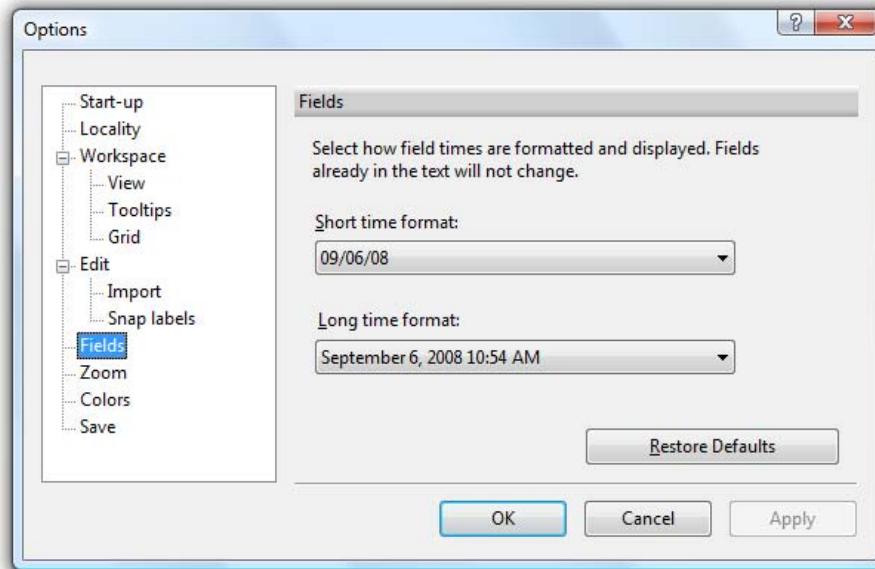 Options
Start-up
Locality
Workspace
View
Tooltips
Grid
Edit
Import
Snap labels
Fields
Zoom
Colors
Save
Fields
Select how field times are formatted and displayed. Fields
already in the text will not change.
Short time format:
09/06/08
Long time format:
September 6, 2008 10:54 AM
Restore Defaults
OK
Cancel
Apply